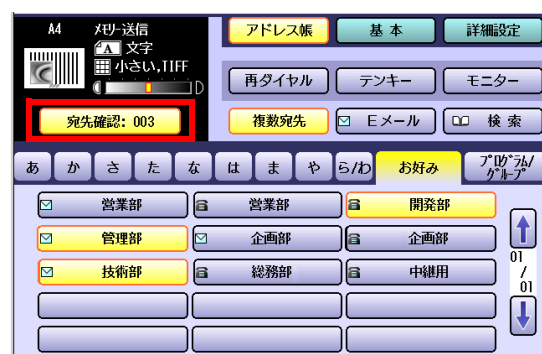 A4 メモリー送信 アドレス帳 基本 詳細設定
A 文字
小さい,TIFF
D 再ダイヤル テンキー モニター
宛先確認: 003 複数宛先 Eメール 検索
あ か さ た な は ま や ら/わ お好み プログラム/グループ
営業部 営業部 開発部
管理部 企画部 企画部
技術部 総務部 中継用
01
/
01